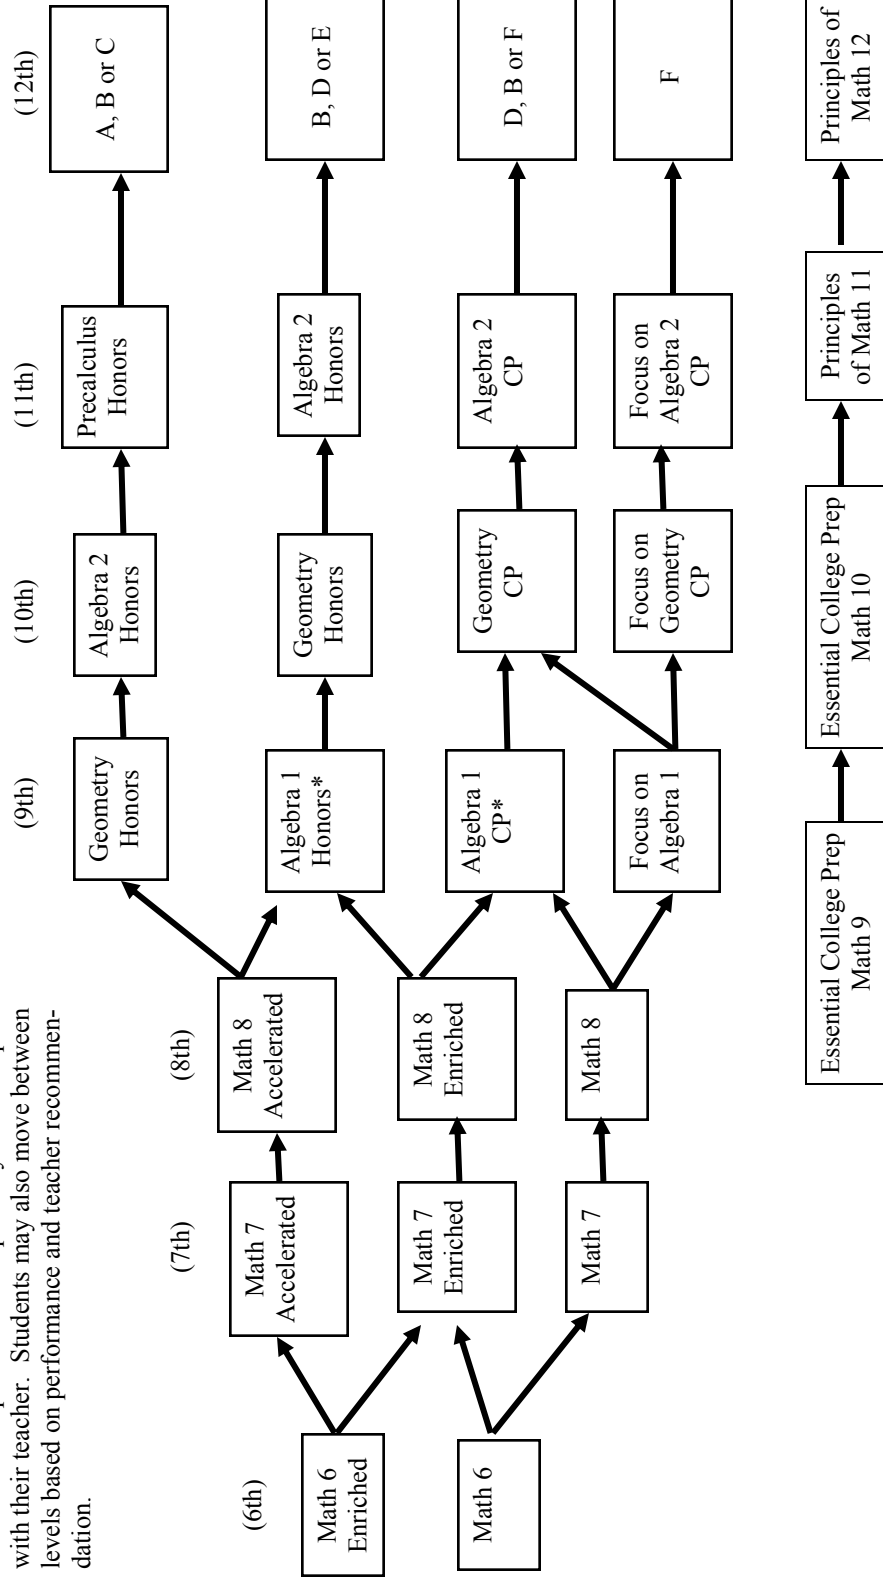 with their teacher.  Students may also move between
levels based on performance and teacher recommen-
dation.
(6th)
Math 6
Enriched
Math 6
(7th)
Math 7
Accelerated
Math 7
Enriched
Math 7
(8th)
Math 8
Accelerated
Math 8
Enriched
Math 8
(9th)
Geometry
Honors
Algebra 1
Honors*
Algebra 1
CP*
Focus on
Algebra 1
Essential College Prep
Math 9
(10th)
Algebra 2
Honors
Geometry
Honors
Geometry
CP
Focus on
Geometry
CP
Essential College Prep
Math 10
(11th)
Precalculus
Honors
Algebra 2
Honors
Algebra 2
CP
Focus on
Algebra 2
CP
Principles
of Math 11
(12th)
A, B or C
B, D or E
D, B or F
F
Principles of
Math 12